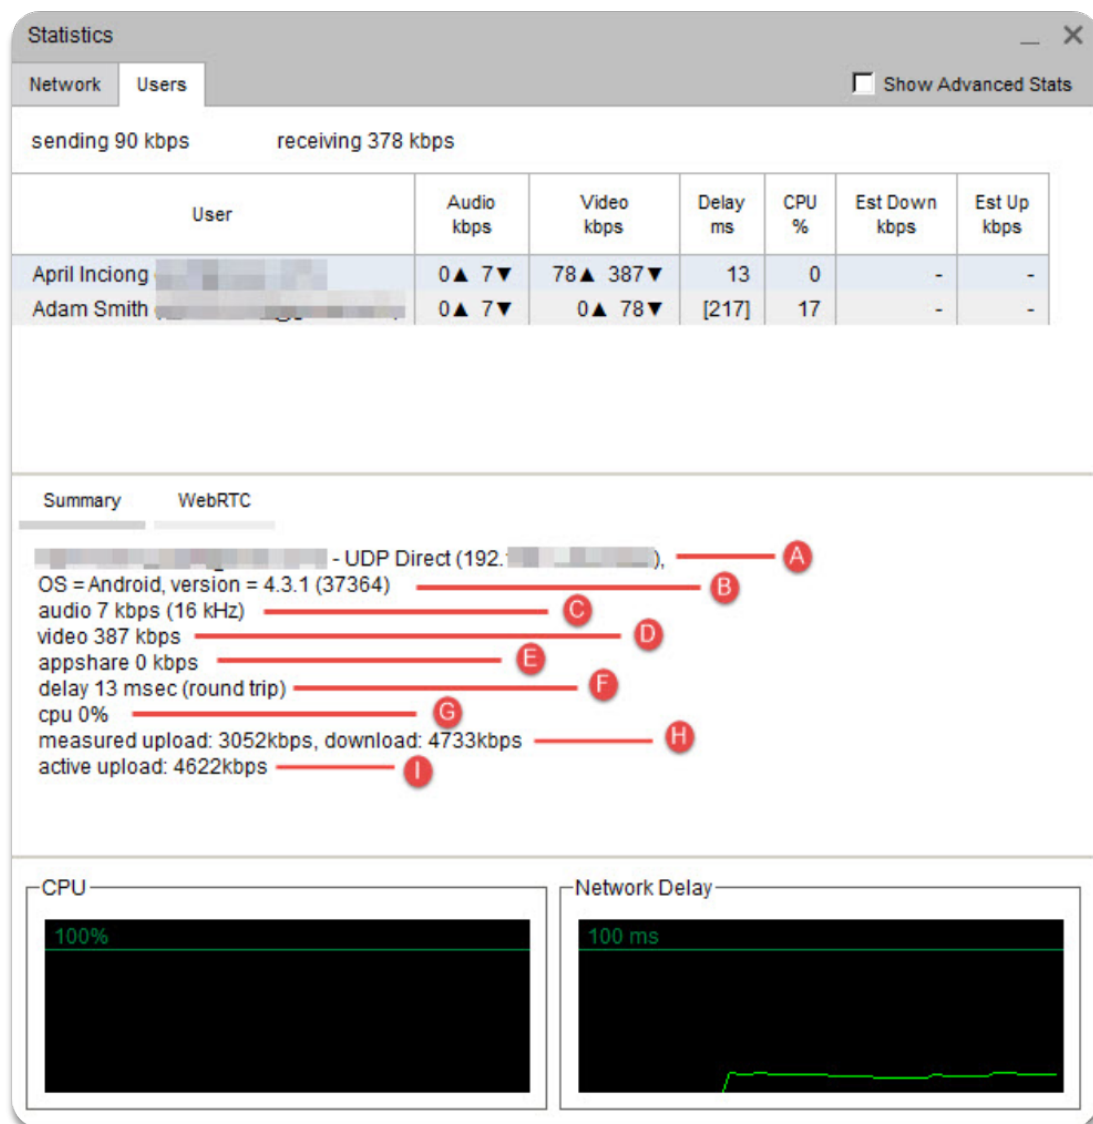 Statistics
Network Users Show Advanced Stats
sending 90 kbps receiving 378 kbps
User Audio kbps Video kbps Delay ms CPU % Est Down kbps Est Up kbps
April Inciong 0▲ 7▼ 78▲ 387▼ 13 0 - -
Adam Smith 0▲ 7▼ 0▲ 78▼ [217] 17 - -
Summary WebRTC
- UDP Direct (192. ), A
OS = Android, version = 4.3.1 (37364) B
audio 7 kbps (16 kHz) C
video 387 kbps D
appshare 0 kbps E
delay 13 msec (round trip) F
cpu 0% G
measured upload: 3052kbps, download: 4733kbps H
active upload: 4622kbps I
CPU Network Delay
100% 100 ms